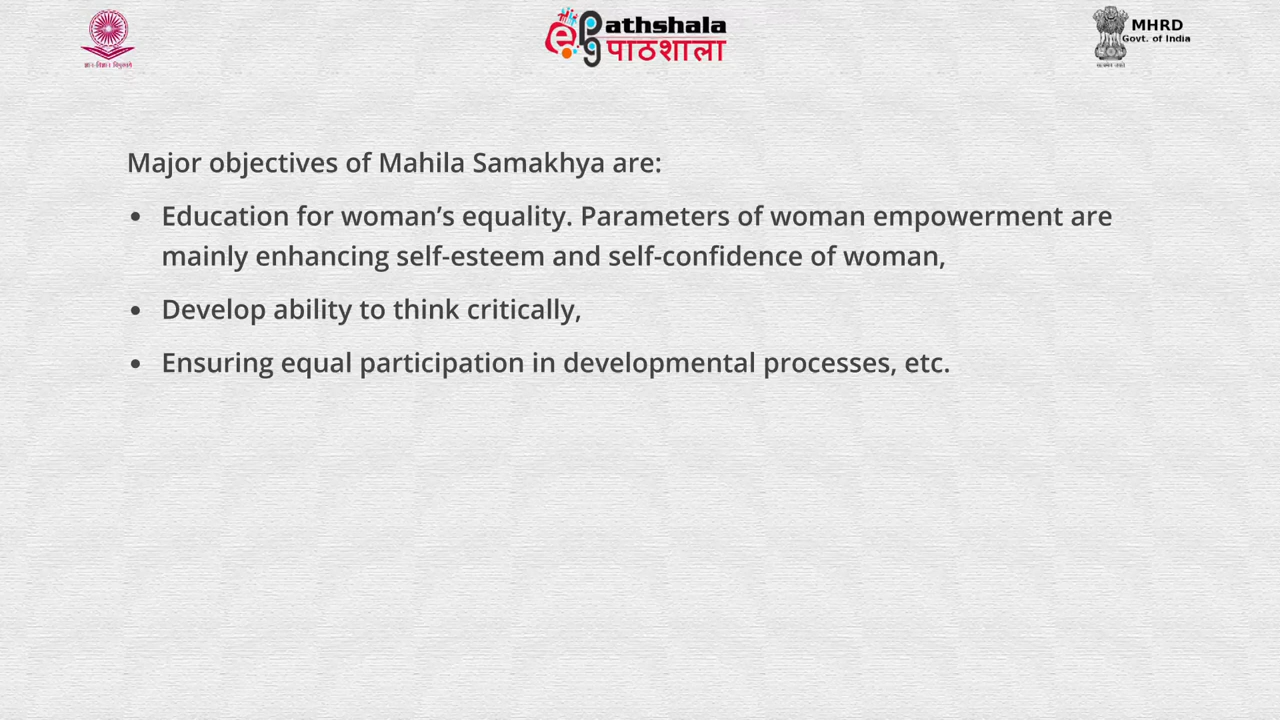 ePg Pathshala
पाठशाला
MHRD
Govt. of India
Major objectives of Mahila Samakhya are:
• Education for woman’s equality. Parameters of woman empowerment are
mainly enhancing self-esteem and self-confidence of woman,
• Develop ability to think critically,
• Ensuring equal participation in developmental processes, etc.